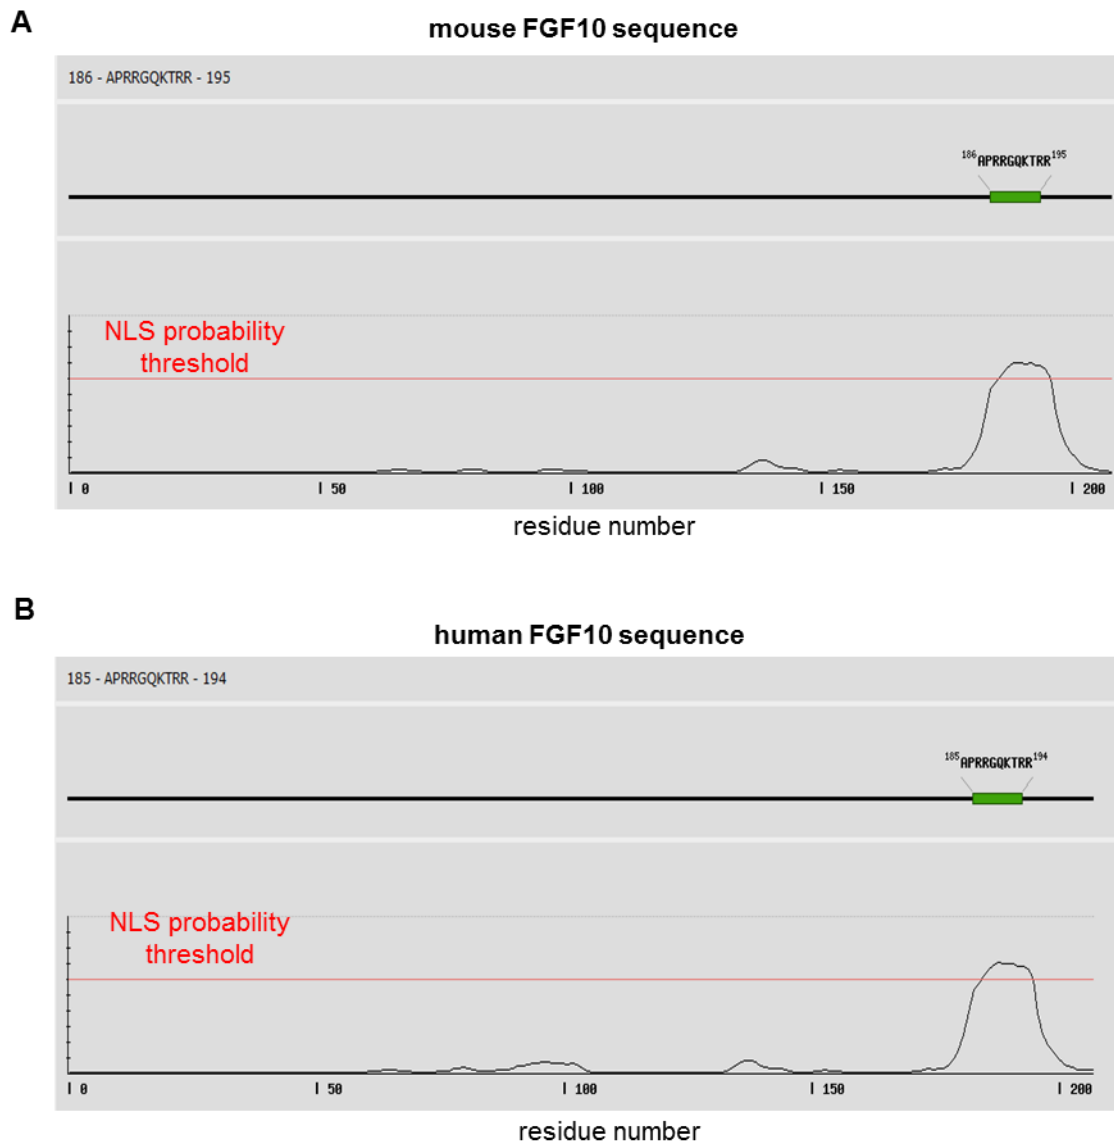 A
mouse FGF10 sequence
186 - APRRGQKTRR - 195
186APRRGQKTRR195
NLS probability
threshold
0 50 100 150 200
residue number
B
human FGF10 sequence
185 - APRRGQKTRR - 194
185APRRGQKTRR194
NLS probability
threshold
0 50 100 150 200
residue number